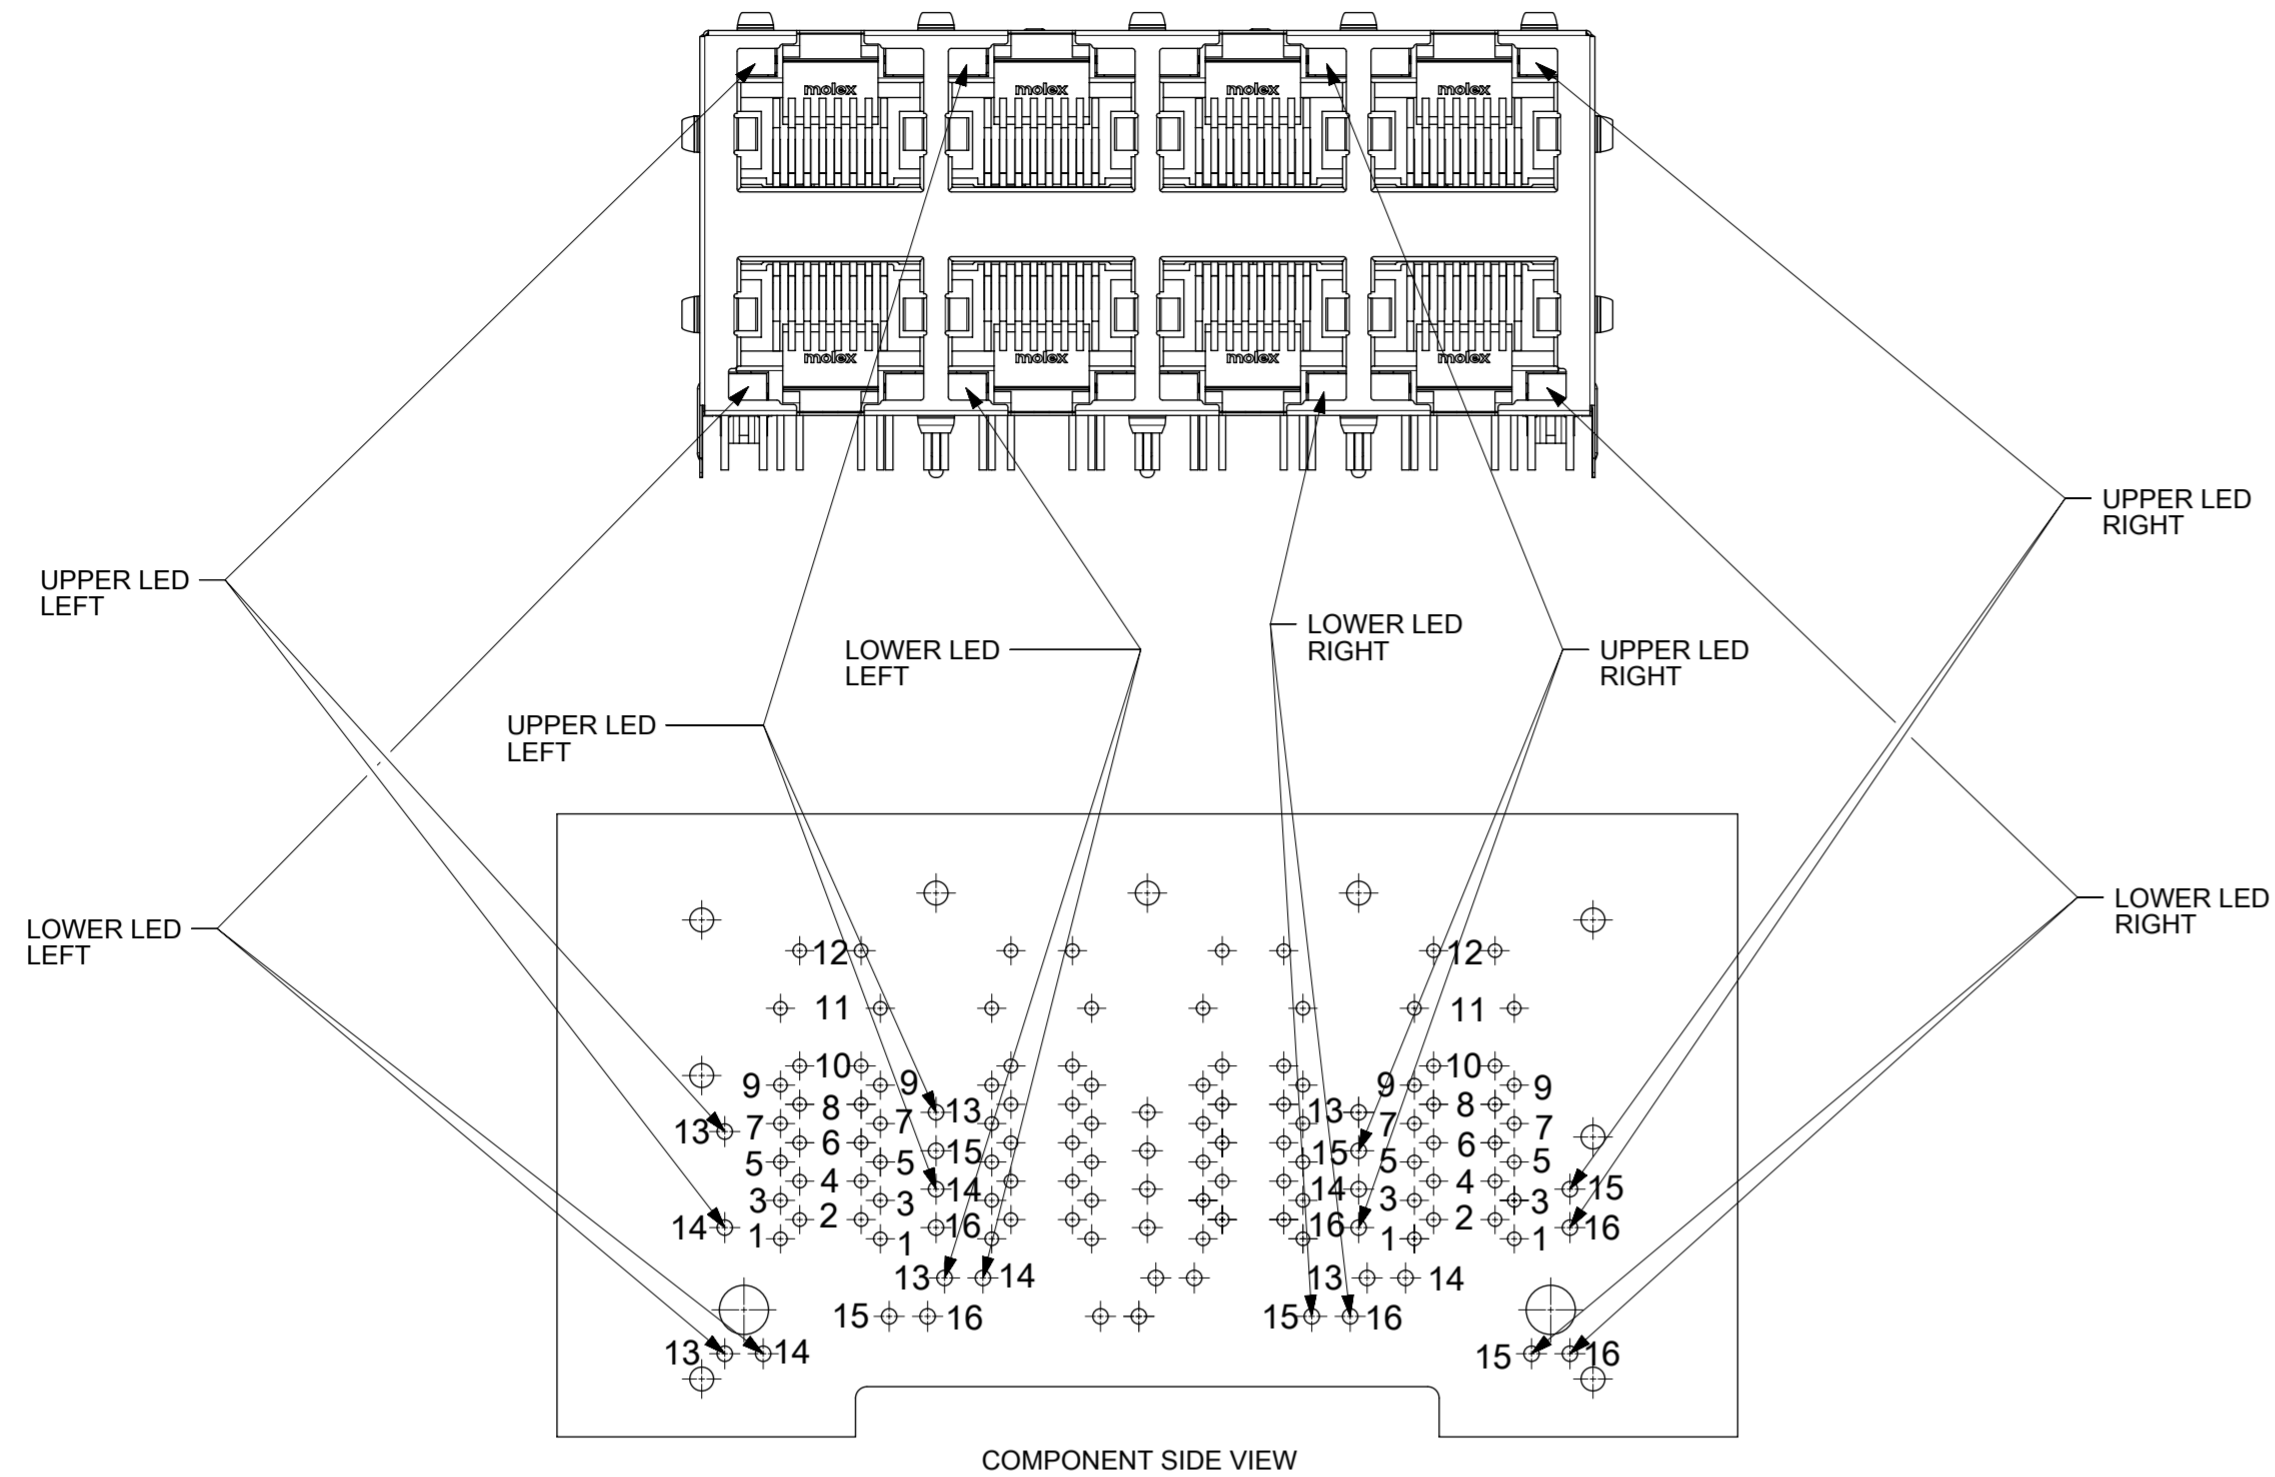 molex molex molex molex
molex molex molex molex
UPPER LED
RIGHT
UPPER LED
LEFT
LOWER LED
RIGHT
LOWER LED
LEFT
UPPER LED
RIGHT
UPPER LED
LEFT
LOWER LED
RIGHT
LOWER LED
LEFT
12 12
11 11
10 10
9 9 9 9
8 13 13 8
7 7 7 7
13
6 15 15 6
5 5 5 5
4 14 14 4 15
3 3 3 3
2 16 16 2
14 16
1 1 1 1
13 14 13 14
15 16 15 16
13 14 15 16
COMPONENT SIDE VIEW